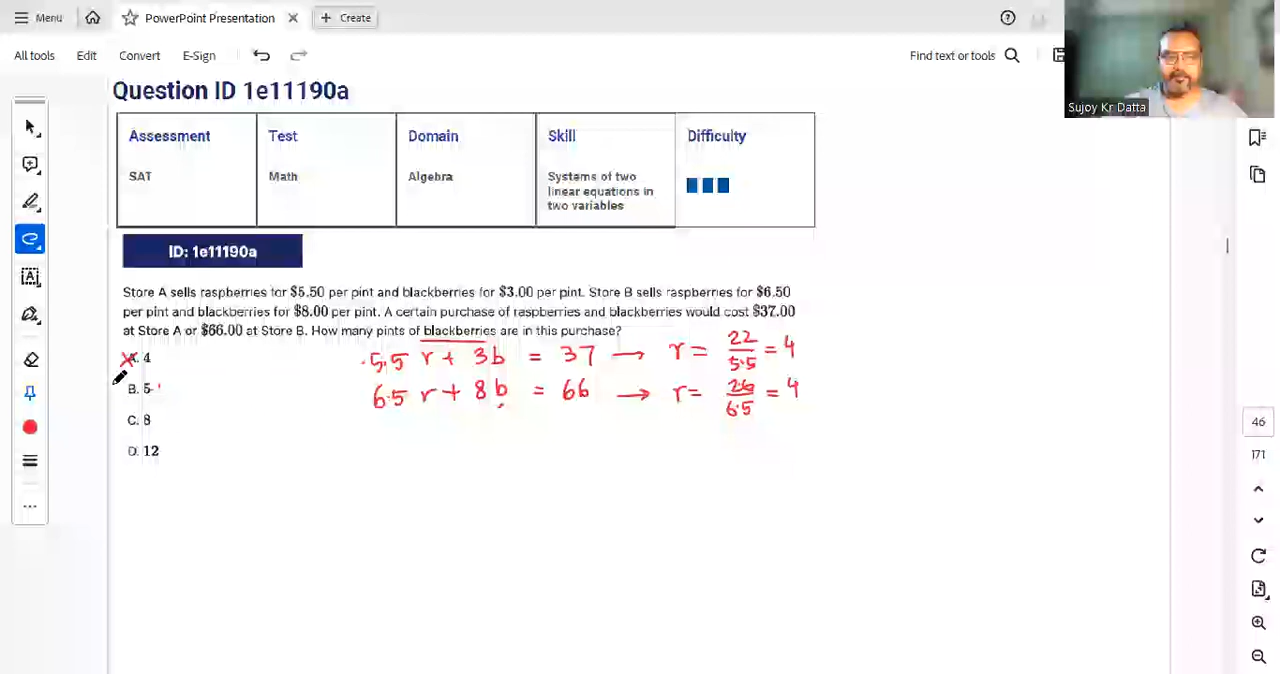 Menu
PowerPoint Presentation
Create
All tools
Edit
Convert
E-Sign
Find text or tools
Sujoy Kr Datta
Question ID 1e11190a
Assessment Test Domain Skill Difficulty
SAT Math Algebra Systems of two linear equations in two variables
ID: 1e11190a
Store A sells raspberries for $5.50 per pint and blackberries for $3.00 per pint. Store B sells raspberries for $6.50
per pint and blackberries for $8.00 per pint. A certain purchase of raspberries and blackberries would cost $37.00
at Store A or $66.00 at Store B. How many pints of blackberries are in this purchase?
A. 4
B. 5
C. 8
D. 12
5.5 r + 3b = 37 → r = 22/5.5 = 4
6.5 r + 8b = 66 → r = 26/6.5 = 4
46
171